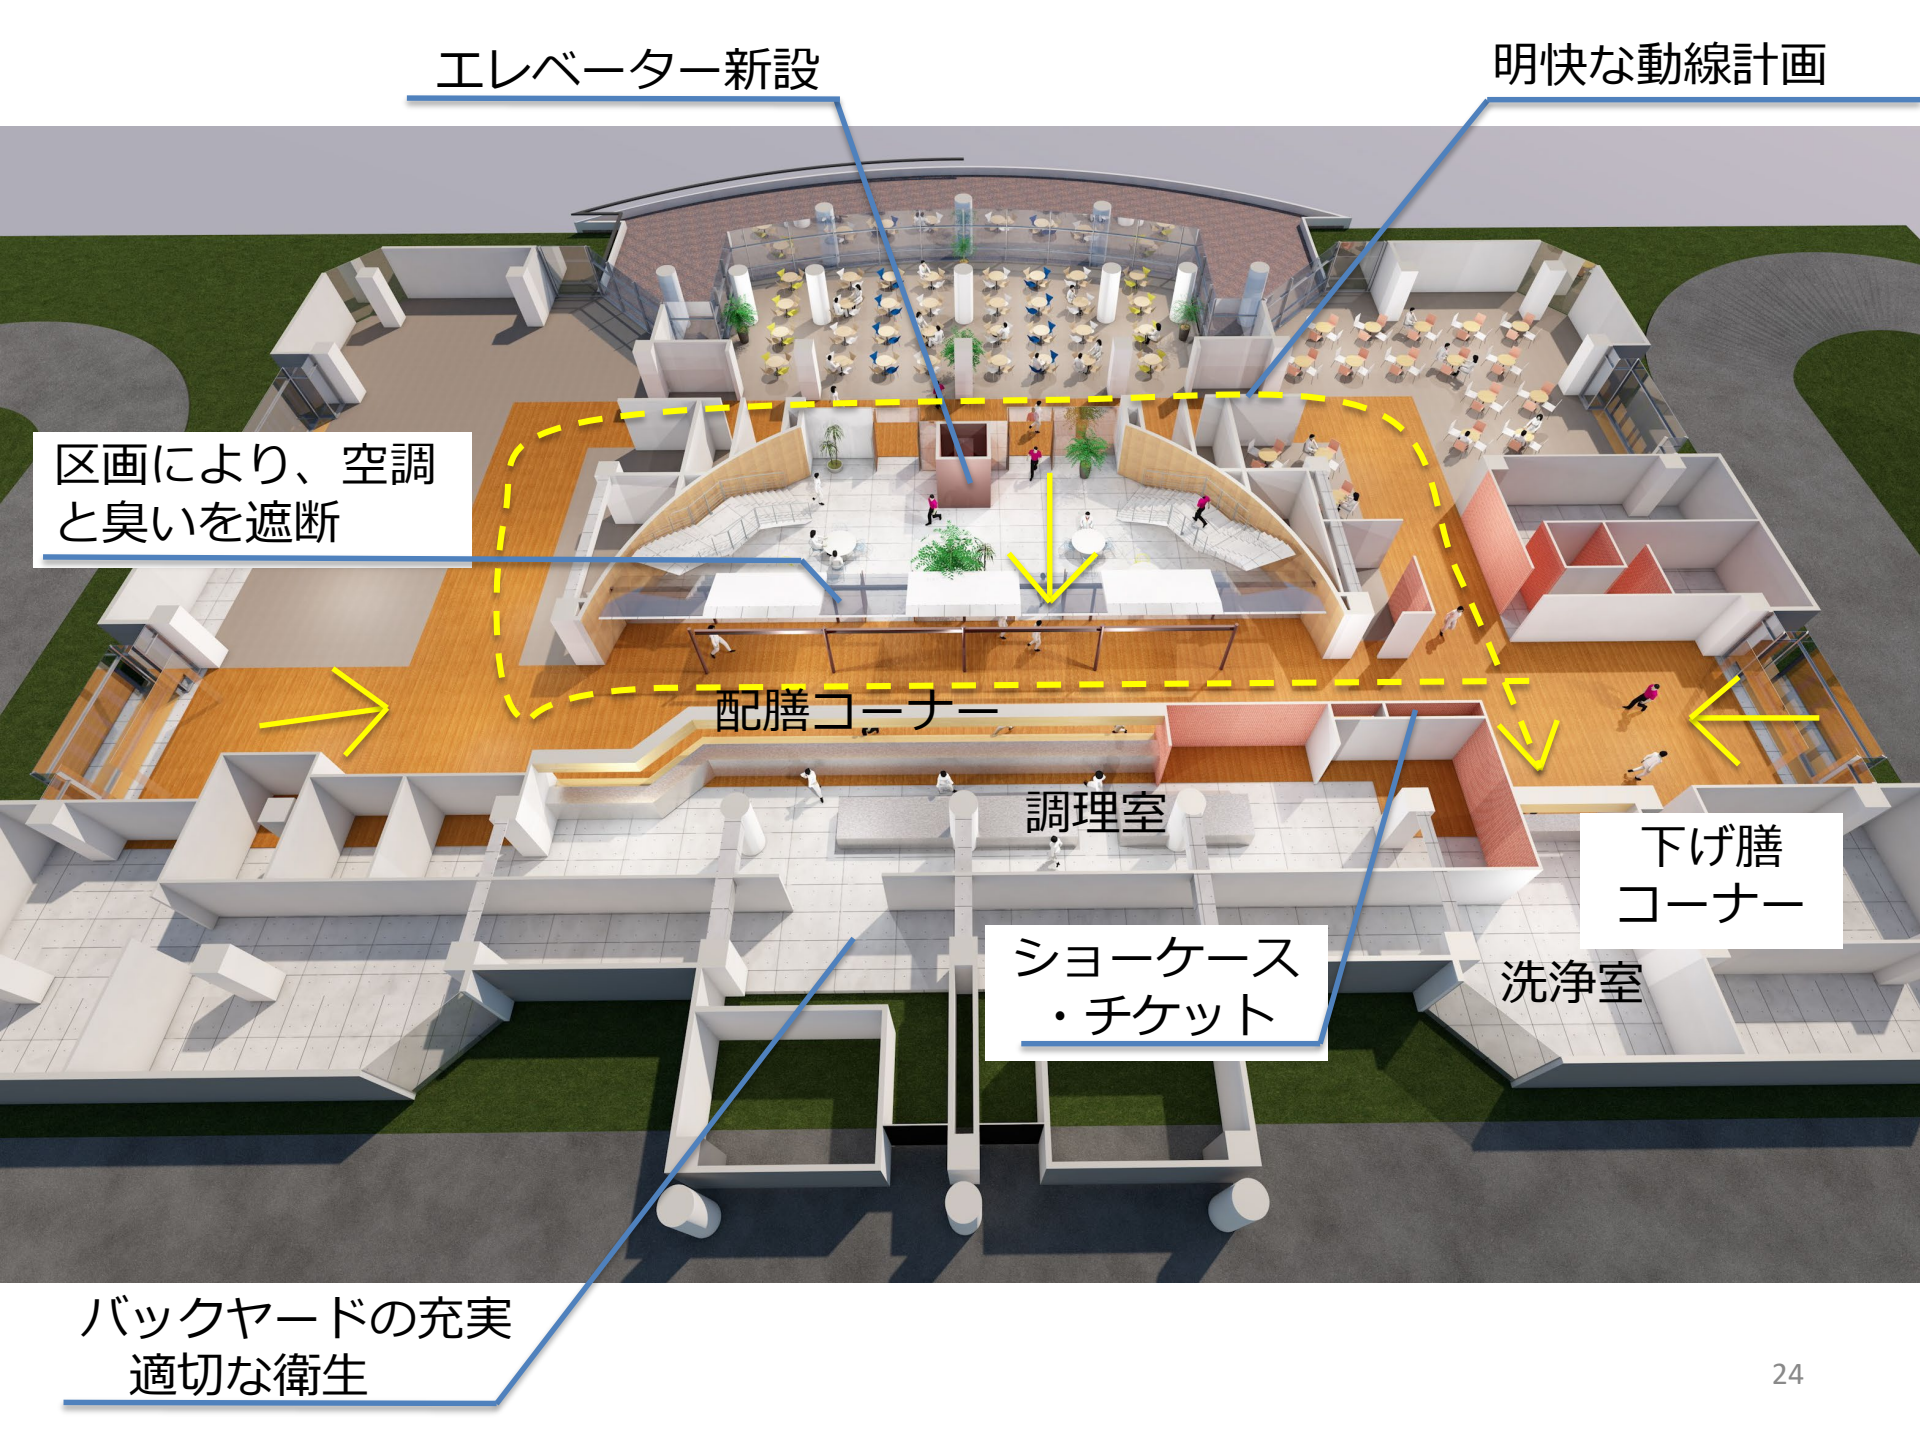 エレベーター新設
明快な動線計画
区画により、空調
と臭いを遮断
配膳コーナー
調理室
下げ膳
コーナー
ショーケース
・チケット
洗浄室
バックヤードの充実
適切な衛生
24